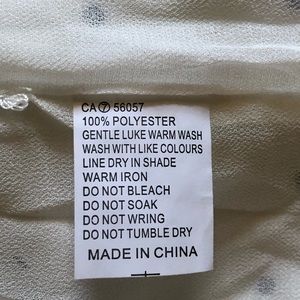 CA⑦ 56057
100% POLYESTER
GENTLE LUKE WARM WASH
WASH WITH LIKE COLOURS
LINE DRY IN SHADE
WARM IRON
DO NOT BLEACH
DO NOT SOAK
DO NOT WRING
DO NOT TUMBLE DRY
MADE IN CHINA